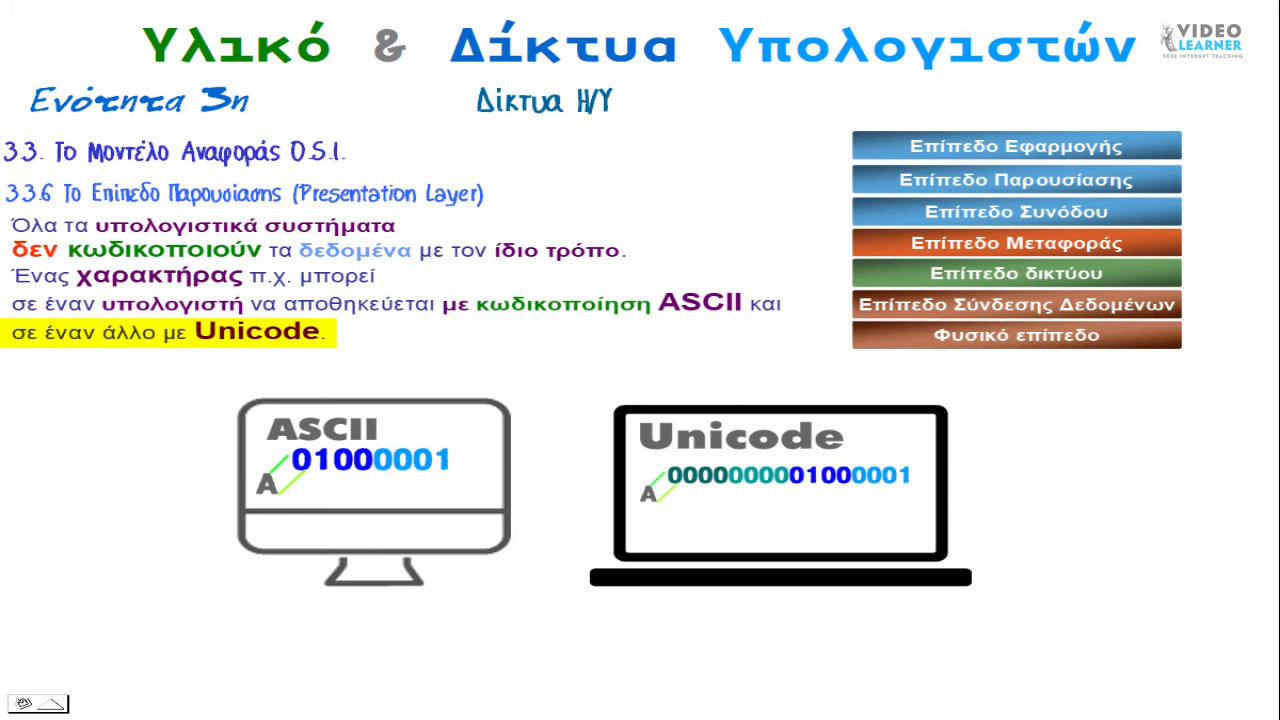 Υλικό & Δίκτυα Υπολογιστών
VIDEO
LEARNER
FREE INTERNET TEACHING
Ενότητα 3η
Δίκτυα Η/Υ
3.3. Το Μοντέλο Αναφοράς O.S.I.
3.3.6 Το Επίπεδο Παρουσίασης (Presentation Layer)
Όλα τα υπολογιστικά συστήματα
δεν κωδικοποιούν τα δεδομένα με τον ίδιο τρόπο.
Ένας χαρακτήρας π.χ. μπορεί
σε έναν υπολογιστή να αποθηκεύεται με κωδικοποίηση ASCII και
σε έναν άλλο με Unicode.
Επίπεδο Εφαρμογής
Επίπεδο Παρουσίασης
Επίπεδο Συνόδου
Επίπεδο Μεταφοράς
Επίπεδο δικτύου
Επίπεδο Σύνδεσης Δεδομένων
Φυσικό επίπεδο
ASCII
01000001
A
Unicode
0000000001000001
A